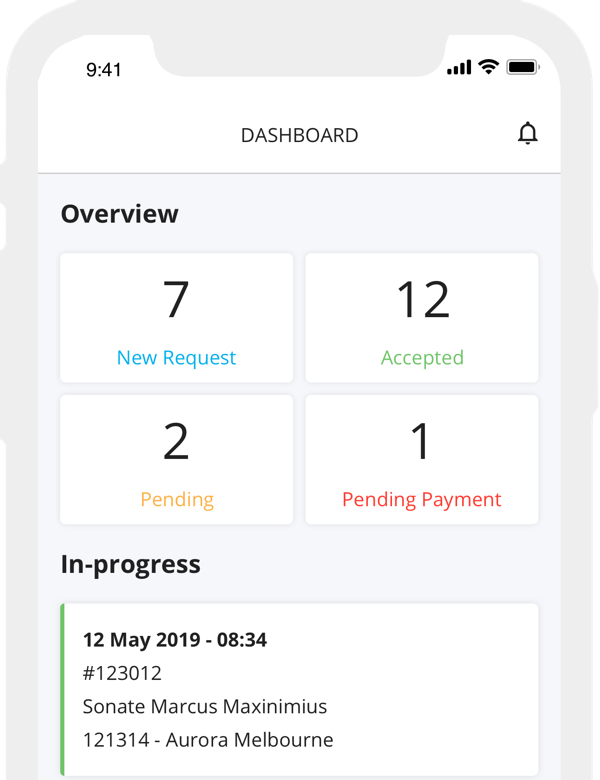 9:41
DASHBOARD
Overview
7
New Request
12
Accepted
2
Pending
1
Pending Payment
In-progress
12 May 2019 - 08:34
#123012
Sonate Marcus Maxinimius
121314 - Aurora Melbourne